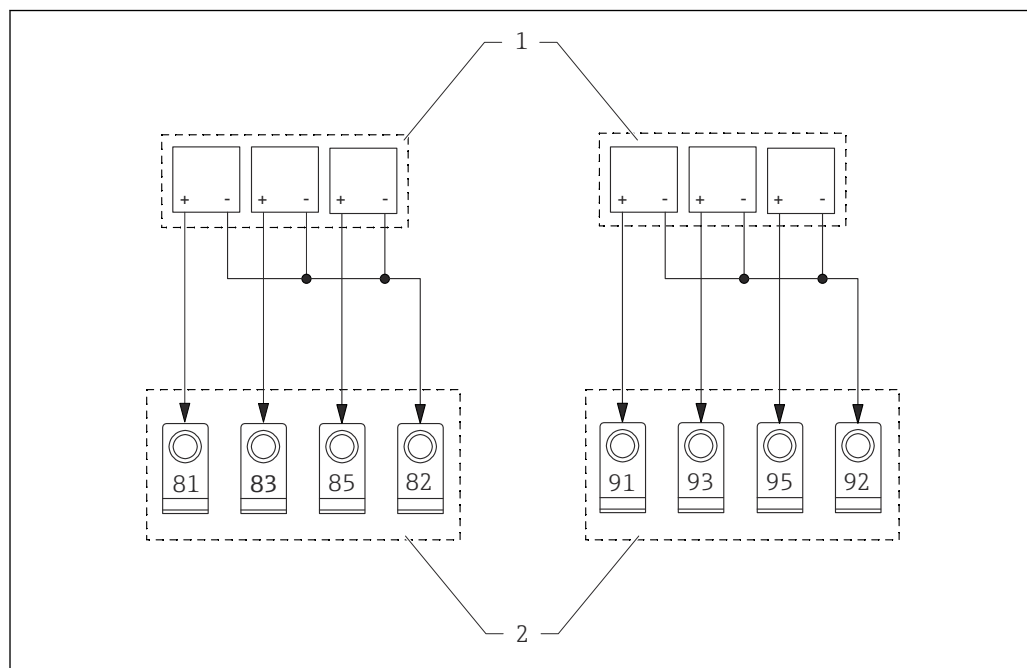 1
+ - + - + -
+ - + - + -
81 83 85 82
91 93 95 92
2